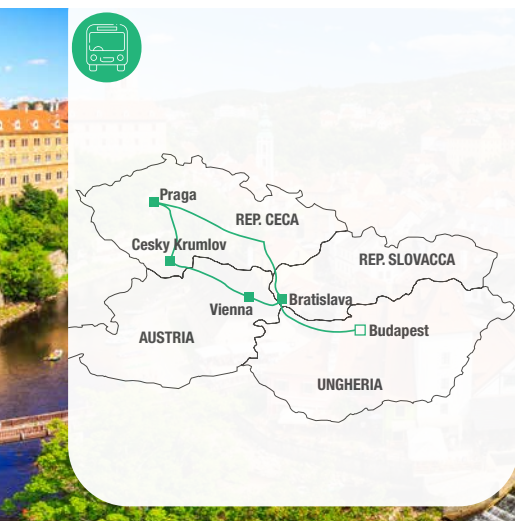 Praga
REP. CECA
Cesky Krumlov
REP. SLOVACCA
Vienna
Bratislava
AUSTRIA
Budapest
UNGHERIA